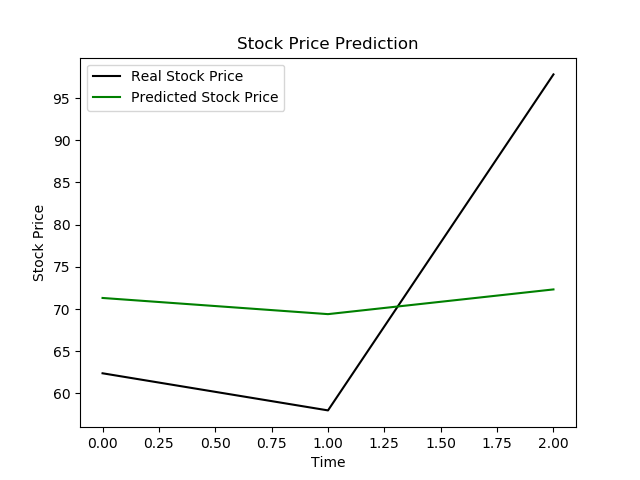 Stock Price Prediction
Real Stock Price
Predicted Stock Price
Stock Price
95
90
85
80
75
70
65
60
0.00 0.25 0.50 0.75 1.00 1.25 1.50 1.75 2.00
Time